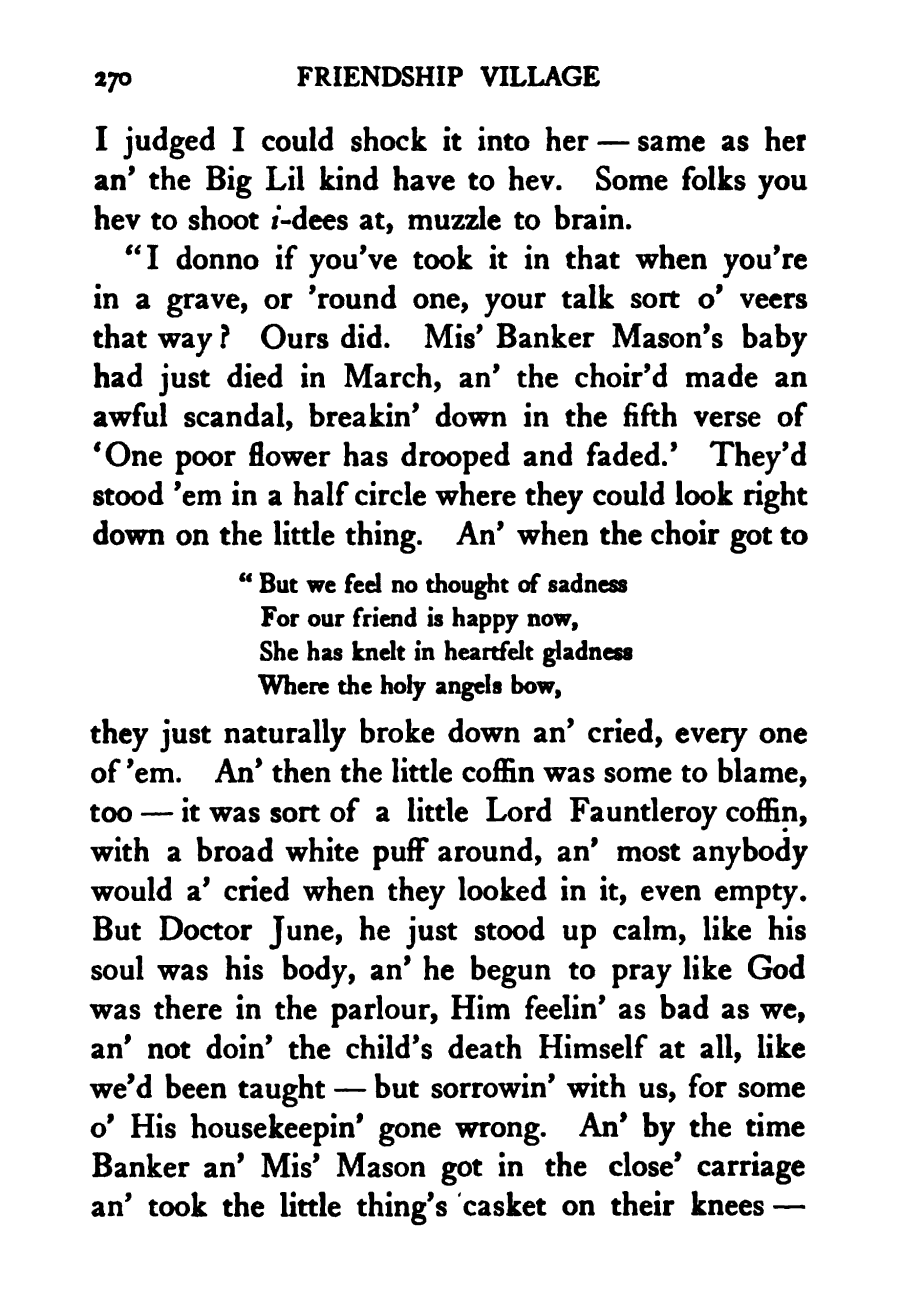 270 FRIENDSHIP VILLAGE
I judged I could shock it into her — same as her
an’ the Big Lil kind have to hev. Some folks you
hev to shoot i-dees at, muzzle to brain.
“I donno if you’ve took it in that when you’re
in a grave, or ’round one, your talk sort o’ veers
that way? Ours did. Mis’ Banker Mason’s baby
had just died in March, an’ the choir’d made an
awful scandal, breakin’ down in the fifth verse of
‘One poor flower has drooped and faded.’ They’d
stood ’em in a half circle where they could look right
down on the little thing. An’ when the choir got to
“But we feel no thought of sadness
For our friend is happy now,
She has knelt in heartfelt gladness
Where the holy angels bow,
they just naturally broke down an’ cried, every one
of ’em. An’ then the little coffin was some to blame,
too — it was sort of a little Lord Fauntleroy coffin,
with a broad white puff around, an’ most anybody
would a’ cried when they looked in it, even empty.
But Doctor June, he just stood up calm, like his
soul was his body, an’ he begun to pray like God
was there in the parlour, Him feelin’ as bad as we,
an’ not doin’ the child’s death Himself at all, like
we’d been taught — but sorrowin’ with us, for some
o’ His housekeepin’ gone wrong. An’ by the time
Banker an’ Mis’ Mason got in the close’ carriage
an’ took the little thing’s casket on their knees —